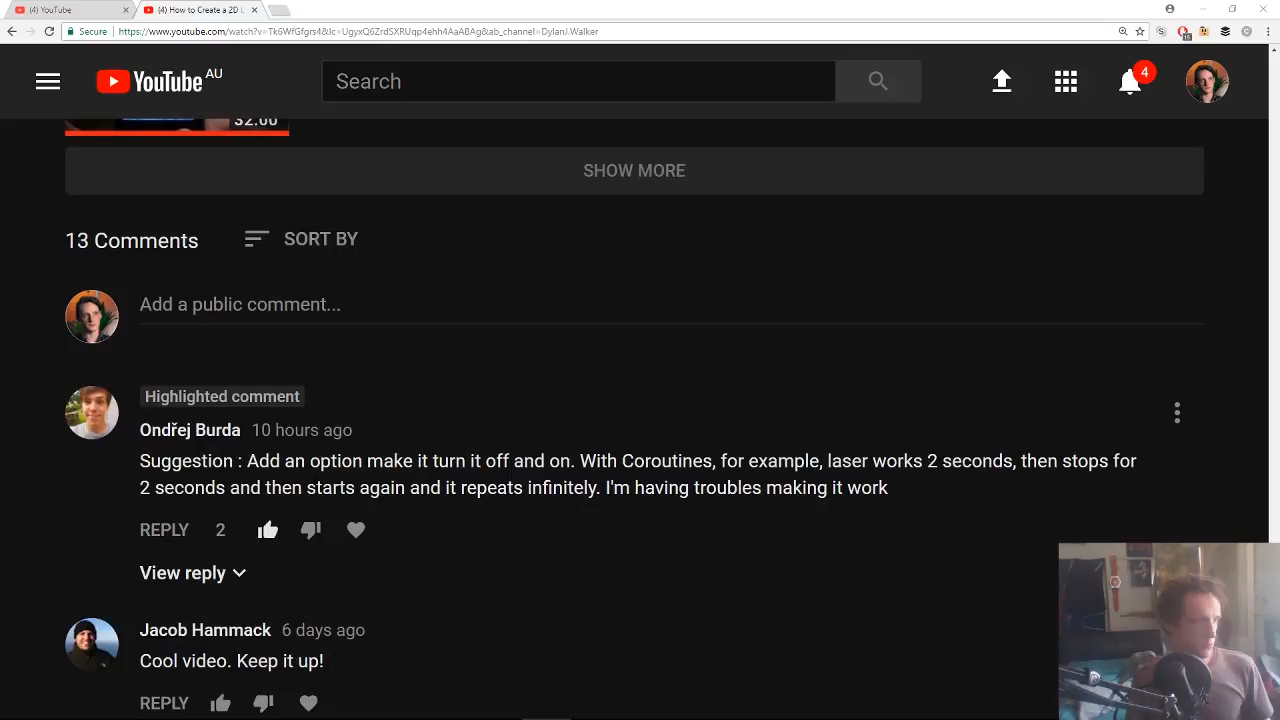 (4) YouTube
(4) How to Create a 2D L
Secure
https://www.youtube.com/watch?v=Tk6WfGfgrs4&lc=UgyxQ6ZrdSXRUqp4ehh4AaABAg&ab_channel=DylanJ.Walker
YouTube AU
Search
4
32:00
SHOW MORE
13 Comments
SORT BY
Add a public comment...
Highlighted comment
Ondřej Burda 10 hours ago
Suggestion : Add an option make it turn it off and on. With Coroutines, for example, laser works 2 seconds, then stops for
2 seconds and then starts again and it repeats infinitely. I'm having troubles making it work
REPLY 2
View reply
Jacob Hammack 6 days ago
Cool video. Keep it up!
REPLY